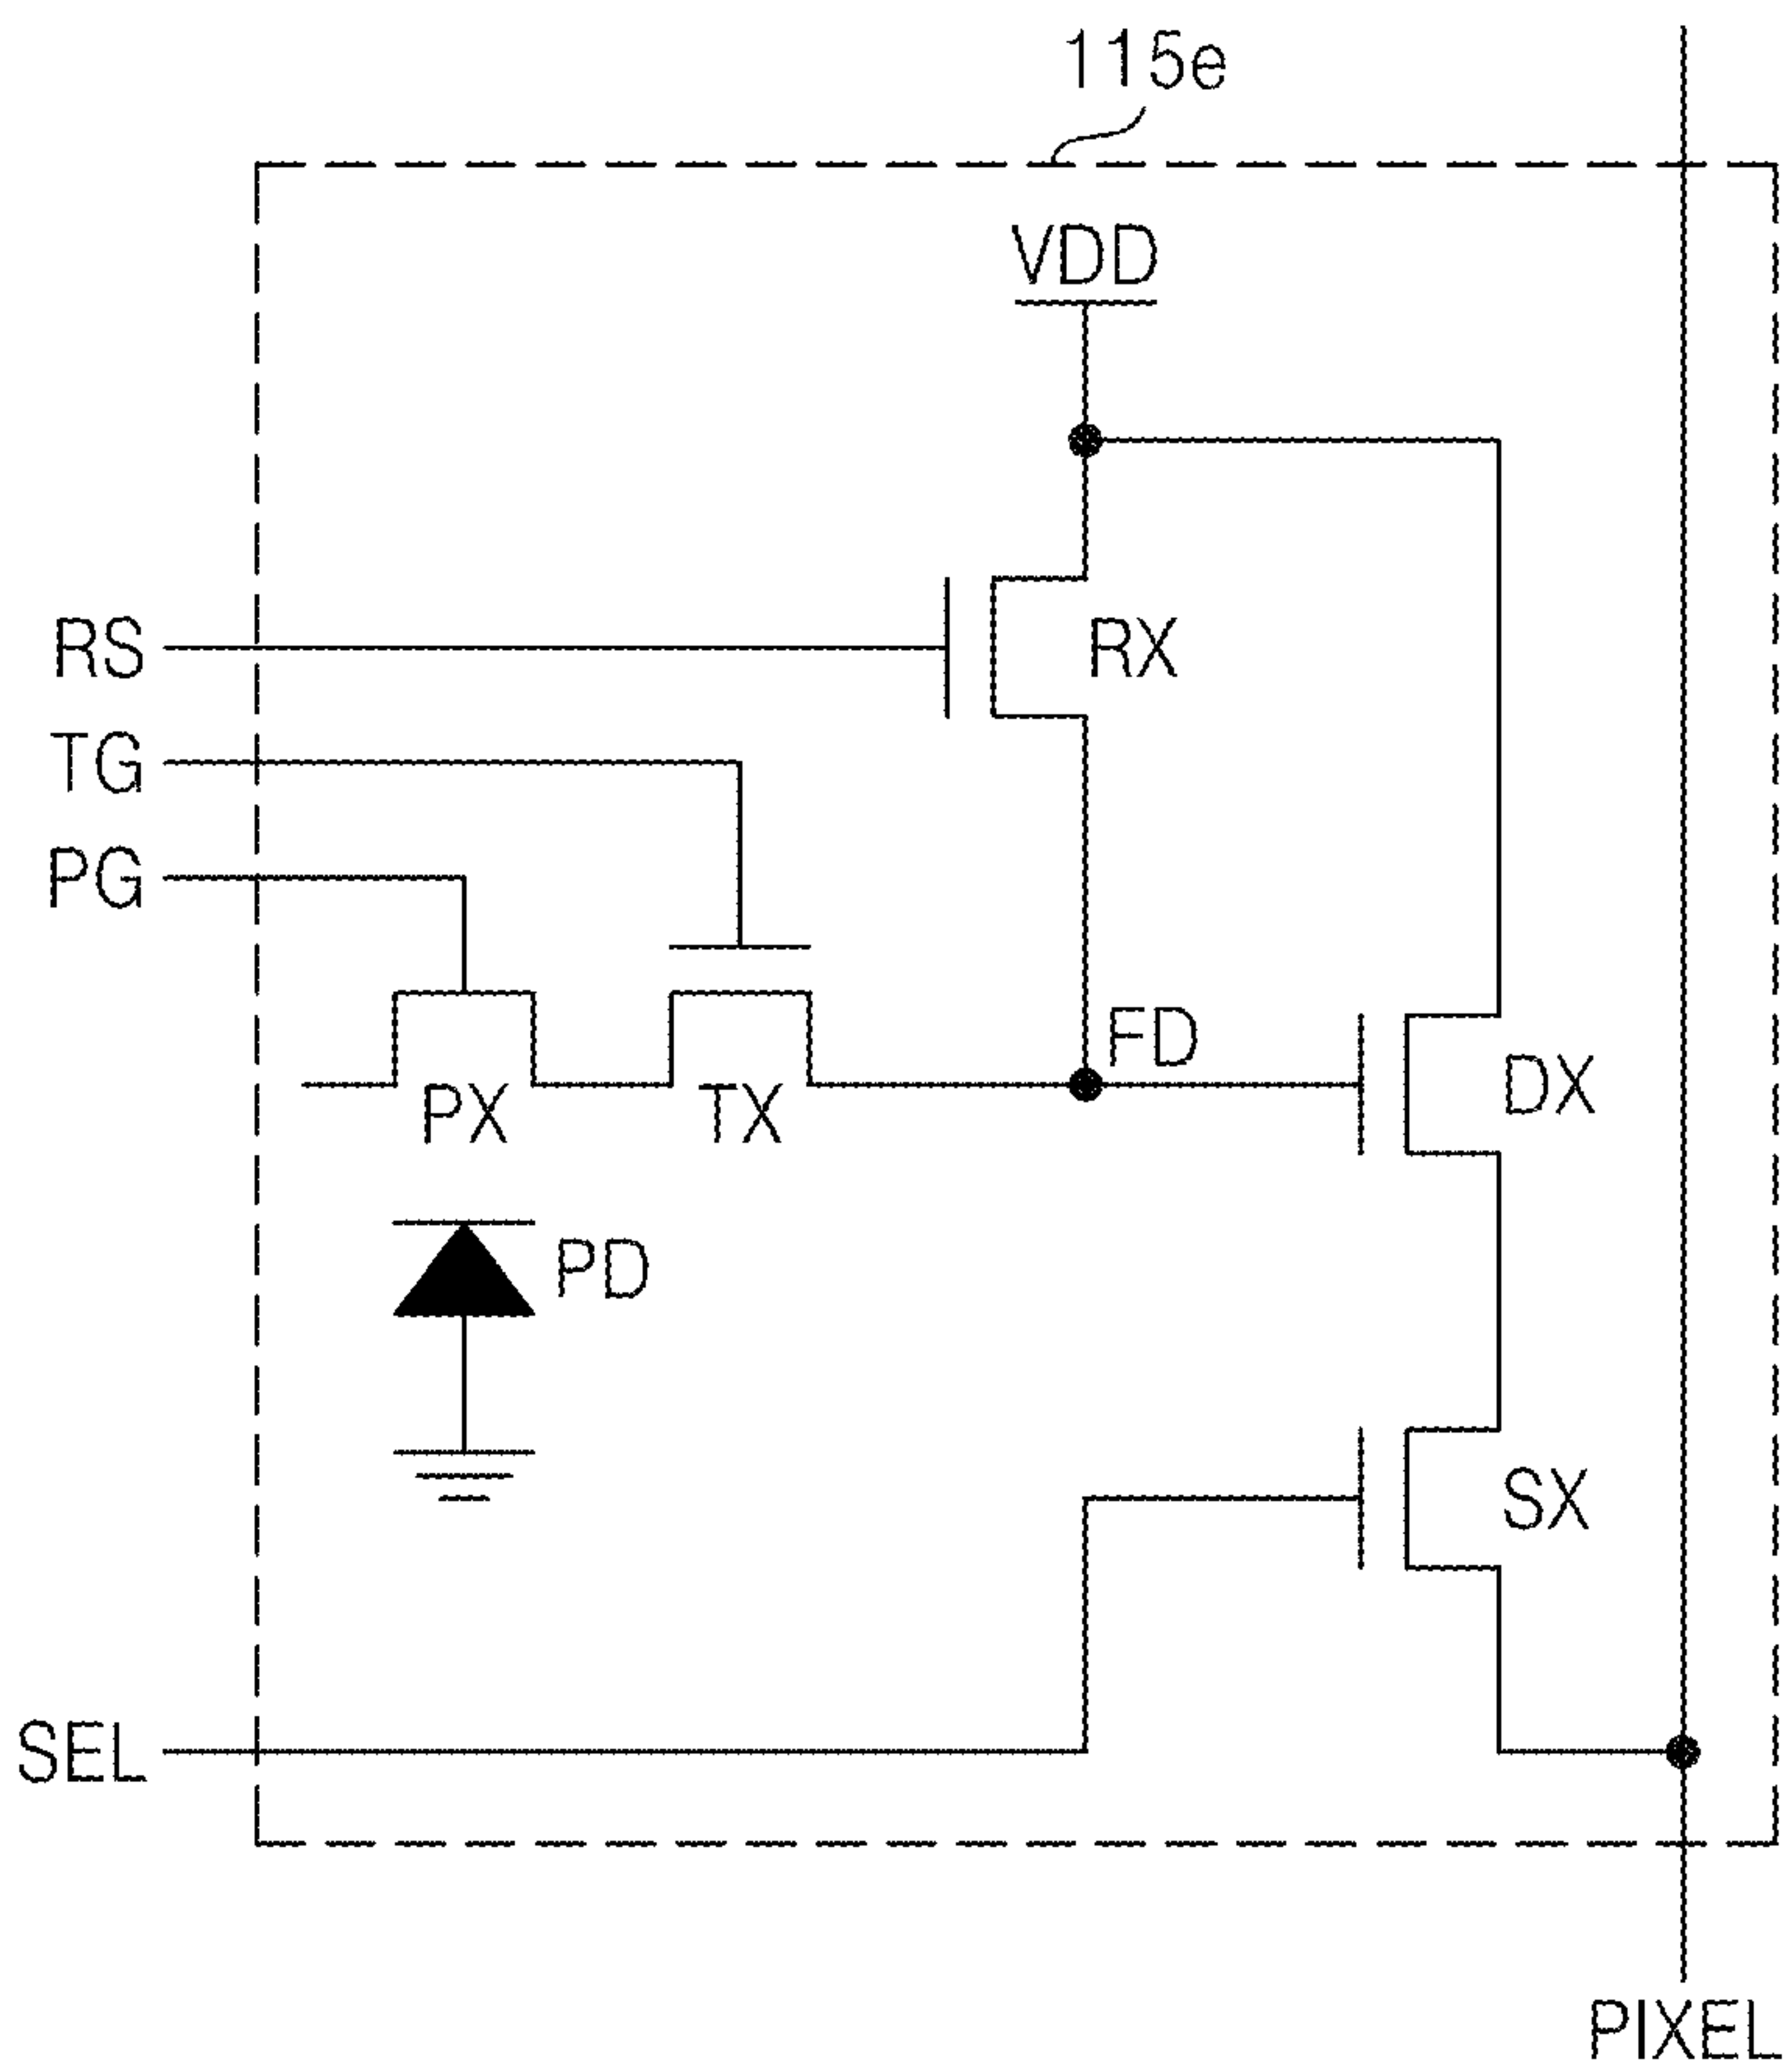 115e
VDD
RS
RX
TG
PG
FD
DX
PX
TX
PD
SX
SEL
PIXEL